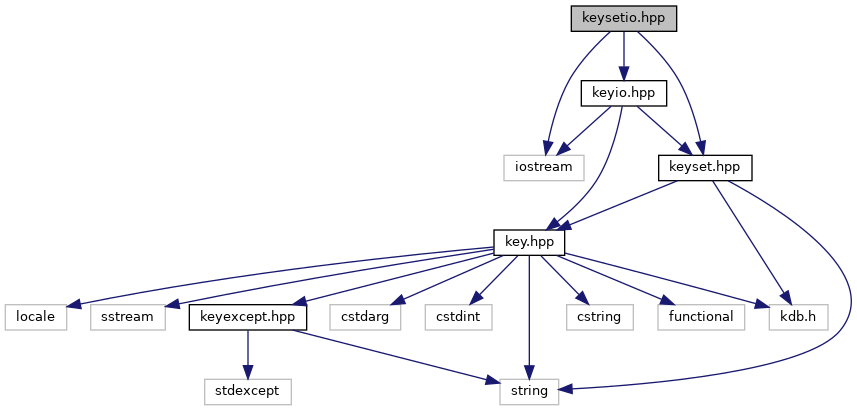 keysetio.hpp
keyio.hpp
iostream
keyset.hpp
key.hpp
locale
sstream
keyexcept.hpp
cstdarg
cstdint
cstring
functional
kdb.h
stdexcept
string